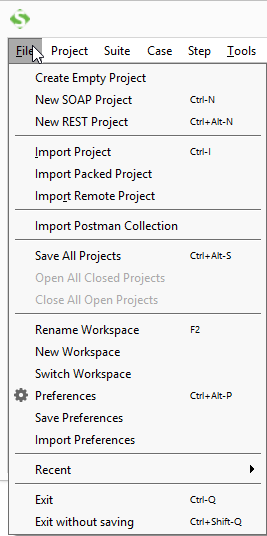 File Project Suite Case Step Tools
Create Empty Project
New SOAP Project Ctrl-N
New REST Project Ctrl+Alt-N
Import Project Ctrl-I
Import Packed Project
Import Remote Project
Import Postman Collection
Save All Projects Ctrl+Alt-S
Open All Closed Projects
Close All Open Projects
Rename Workspace F2
New Workspace
Switch Workspace
Preferences Ctrl+Alt-P
Save Preferences
Import Preferences
Recent
Exit Ctrl-Q
Exit without saving Ctrl+Shift-Q